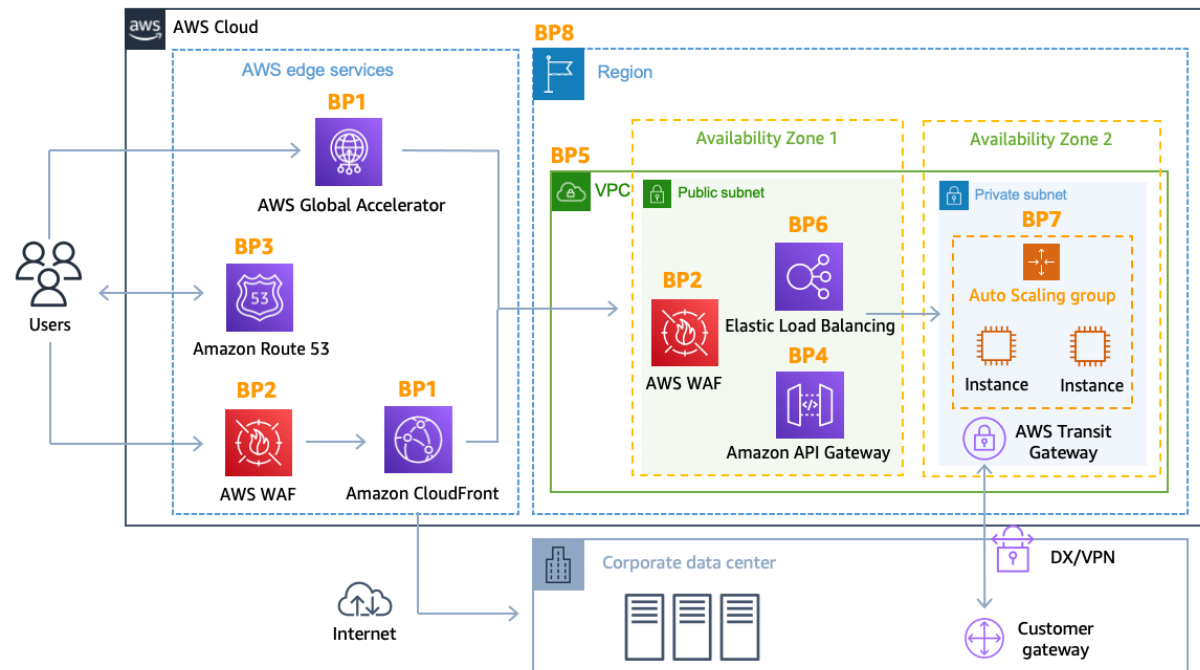 aws
AWS Cloud
BP8
AWS edge services
Region
BP1
Availability Zone 1
Availability Zone 2
BP5
VPC
Public subnet
Private subnet
AWS Global Accelerator
BP6
BP7
BP3
53
BP2
Auto Scaling group
Users
Elastic Load Balancing
Amazon Route 53
BP4
AWS WAF
Instance
Instance
BP2
BP1
Amazon API Gateway
AWS Transit
Gateway
AWS WAF
Amazon CloudFront
Corporate data center
DX/VPN
Internet
Customer
gateway